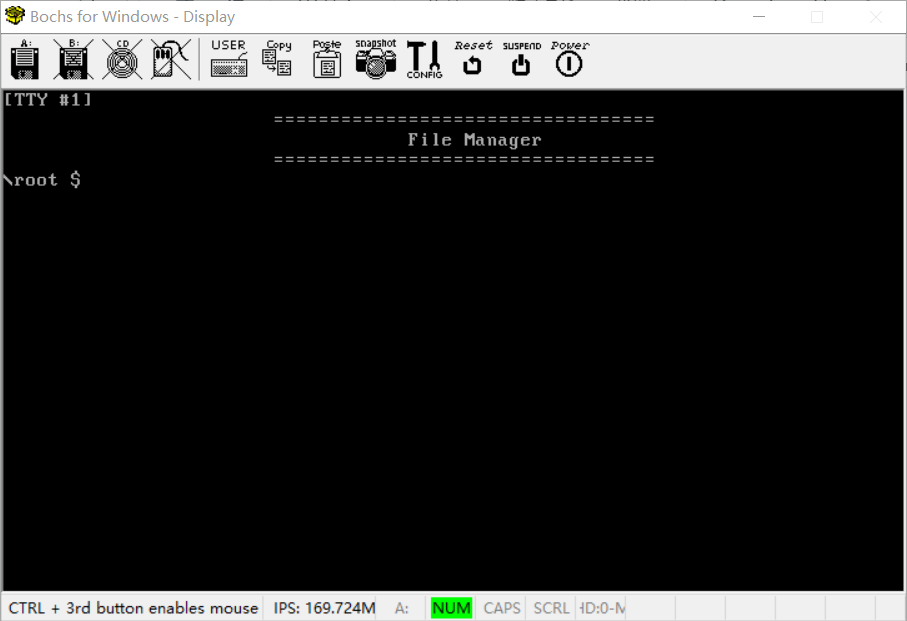 Bochs for Windows - Display
A: B: CD USER Copy Paste snapshot CONFIG Reset SUSPEND Power
[TTY #1]
==================================
File Manager
==================================
\root $
CTRL + 3rd button enables mouse IPS: 169.724M A: NUM CAPS SCRL HD:0-M